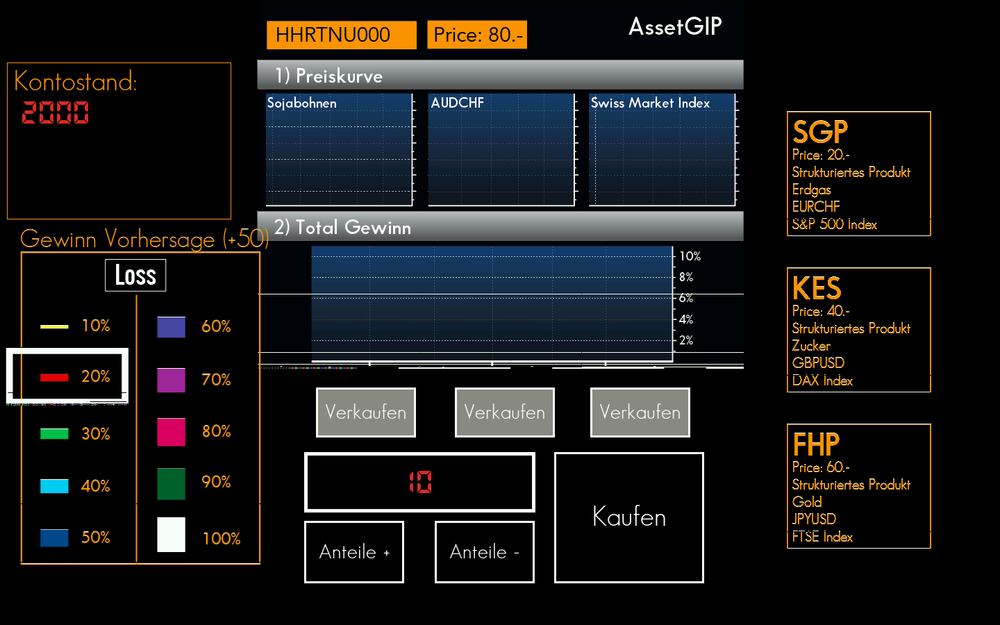 HHRTNU000
Price: 80.-
AssetGIP
Kontostand:
2000
1) Preiskurve
Sojabohnen
AUDCHF
Swiss Market Index
2) Total Gewinn
10%
8%
6%
4%
2%
Gewinn Vorhersage (+50)
Loss
10%
20%
30%
40%
50%
60%
70%
80%
90%
100%
Verkaufen
Verkaufen
Verkaufen
10
Anteile +
Anteile -
Kaufen
SGP
Price: 20.-
Strukturiertes Produkt
Erdgas
EURCHF
S&P 500 Index
KES
Price: 40.-
Strukturiertes Produkt
Zucker
GBPUSD
DAX Index
FHP
Price: 60.-
Strukturiertes Produkt
Gold
JPYUSD
FTSE Index